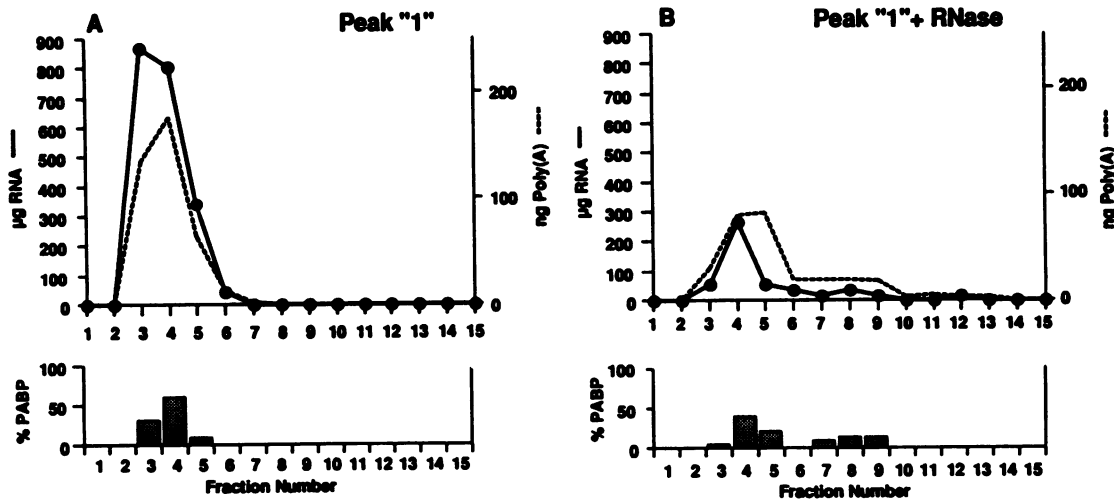 A
Peak "1"
900
800
700
600
500
400
300
200
100
0
µg RNA —
200
100
0
ng Poly(A) ----
1 2 3 4 5 6 7 8 9 10 11 12 13 14 15
100
50
0
% PABP
1 2 3 4 5 6 7 8 9 10 11 12 13 14 15
Fraction Number
B
Peak "1"+ RNase
900
800
700
600
500
400
300
200
100
0
µg RNA —
200
100
0
ng Poly(A) ----
1 2 3 4 5 6 7 8 9 10 11 12 13 14 15
100
50
0
% PABP
1 2 3 4 5 6 7 8 9 10 11 12 13 14 15
Fraction Number